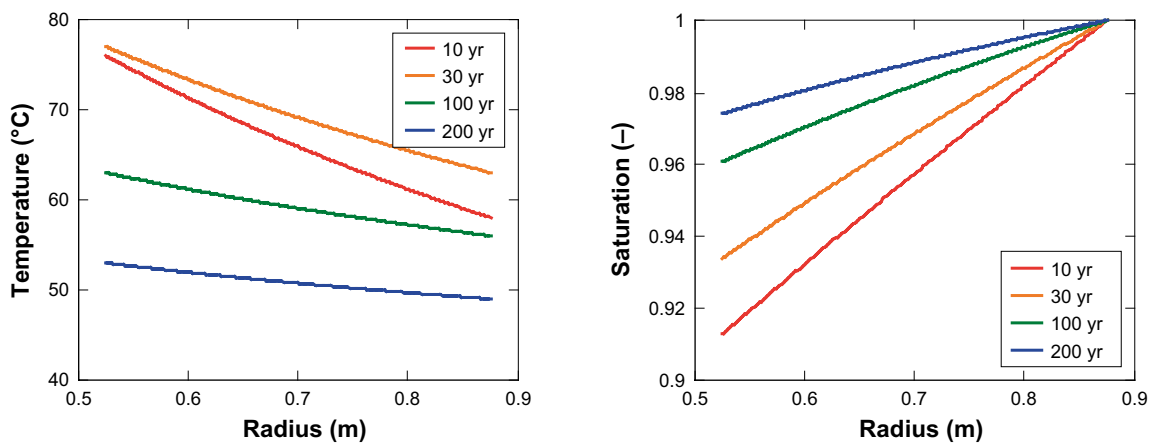 Temperature (°C)
80
70
60
50
40
0.5
0.6
0.7
0.8
0.9
Radius (m)
10 yr
30 yr
100 yr
200 yr
Saturation (–)
1
0.98
0.96
0.94
0.92
0.9
0.5
0.6
0.7
0.8
0.9
Radius (m)
10 yr
30 yr
100 yr
200 yr